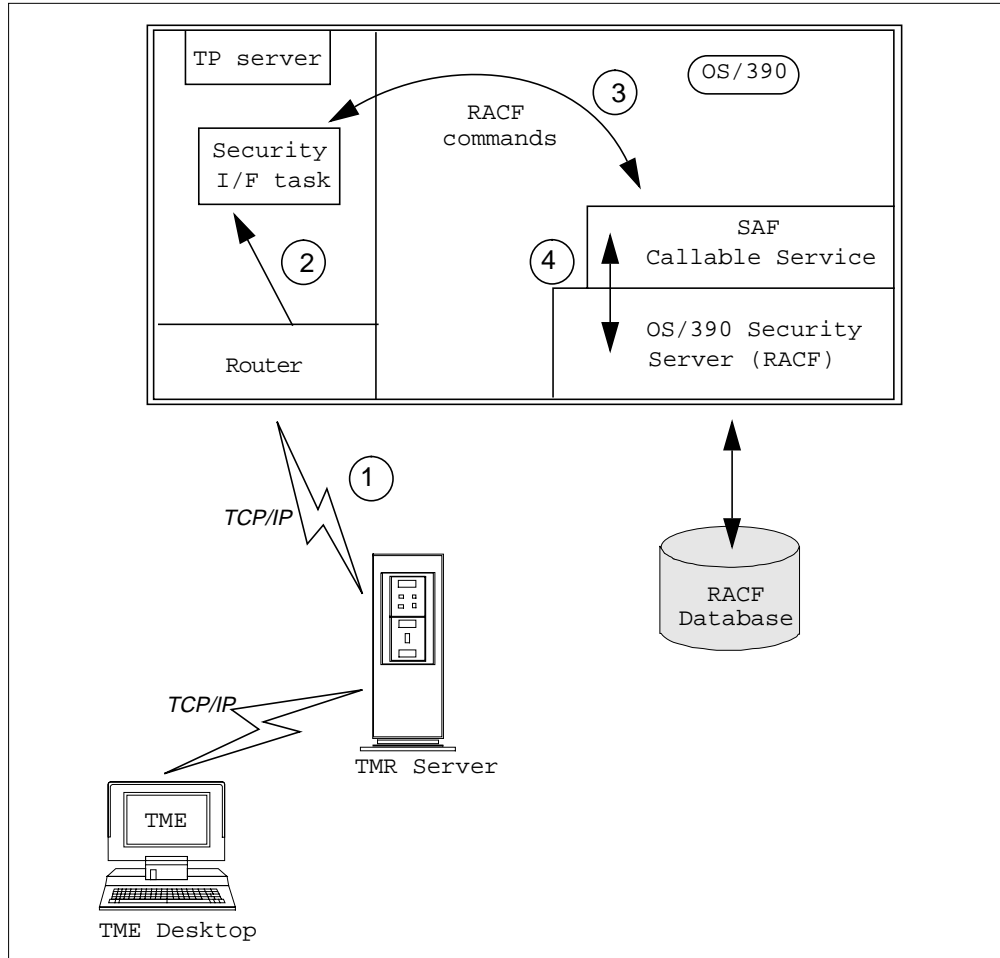 TP server
OS/390
3
RACF
commands
Security
I/F task
SAF
Callable Service
2
4
OS/390 Security
Server (RACF)
Router
1
TCP/IP
RACF
Database
TCP/IP
TMR Server
TME
TME Desktop